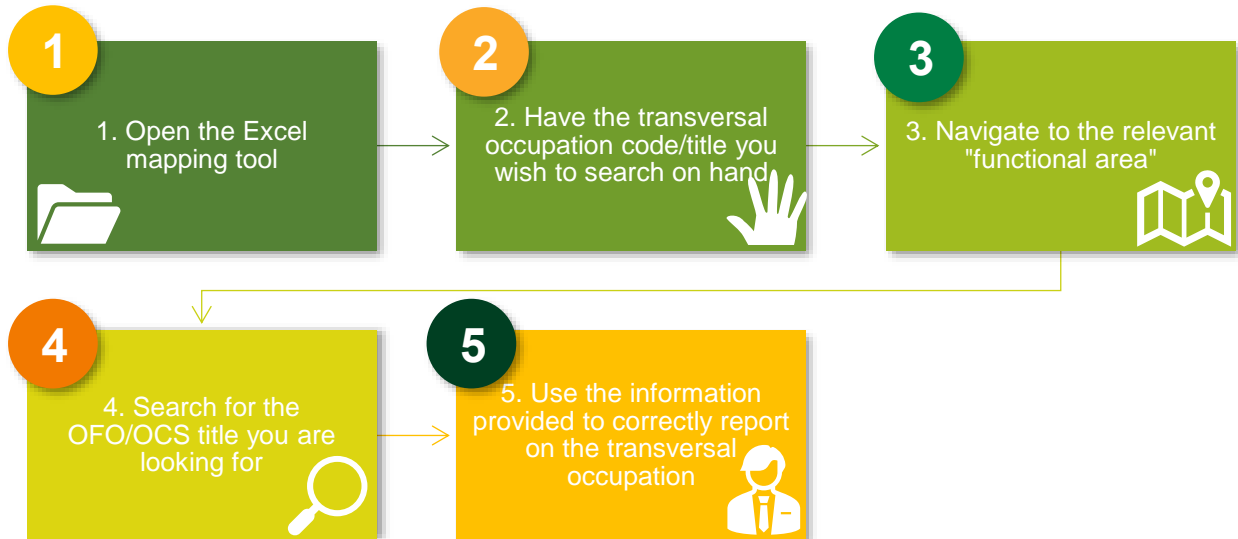 1
1. Open the Excel
mapping tool
2
2. Have the transversal
occupation code/title you
wish to search on hand
3
3. Navigate to the relevant
"functional area"
4
4. Search for the
OFO/OCS title you are
looking for
5
5. Use the information
provided to correctly report
on the transversal
occupation